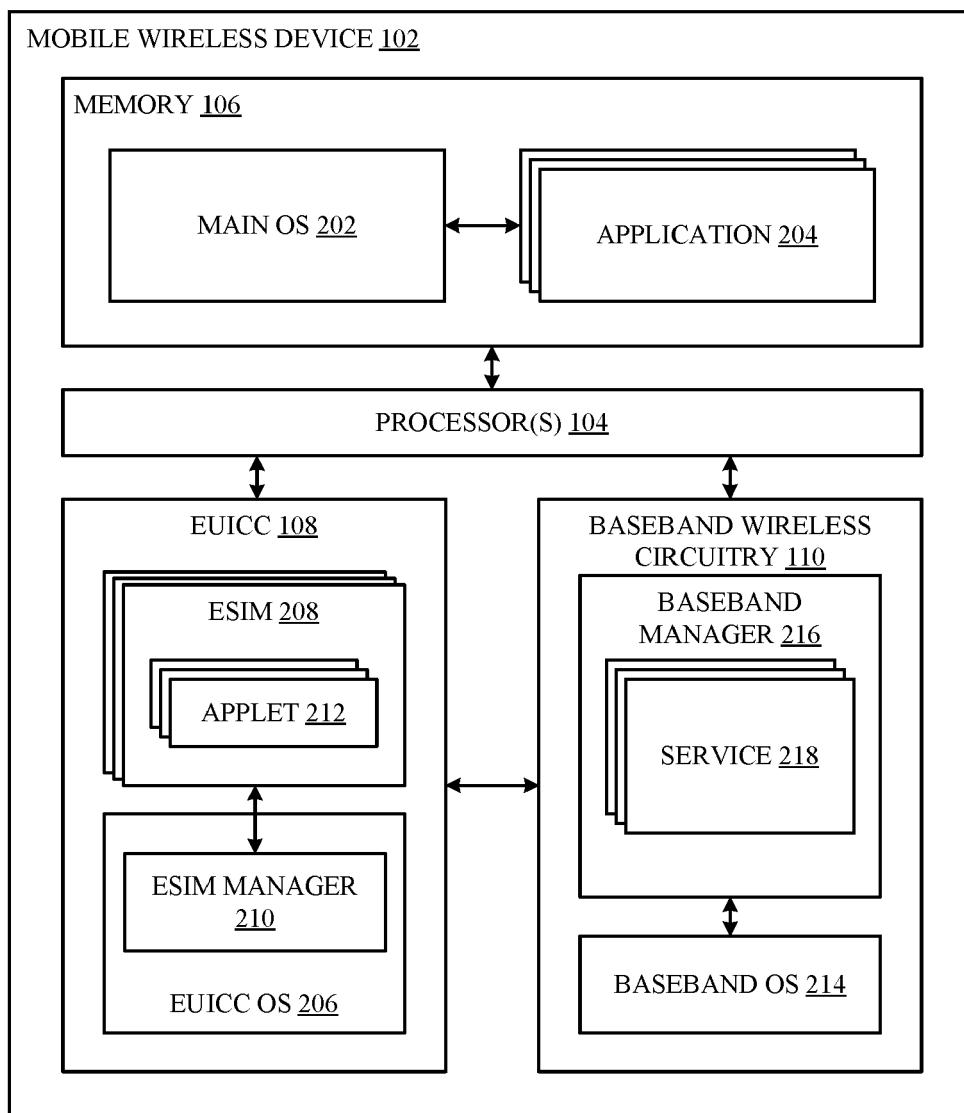 MOBILE WIRELESS DEVICE 102
MEMORY 106
MAIN OS 202
APPLICATION 204
PROCESSOR(S) 104
EUICC 108
ESIM 208
APPLET 212
ESIM MANAGER
210
EUICC OS 206
BASEBAND WIRELESS
CIRCUITRY 110
BASEBAND
MANAGER 216
SERVICE 218
BASEBAND OS 214